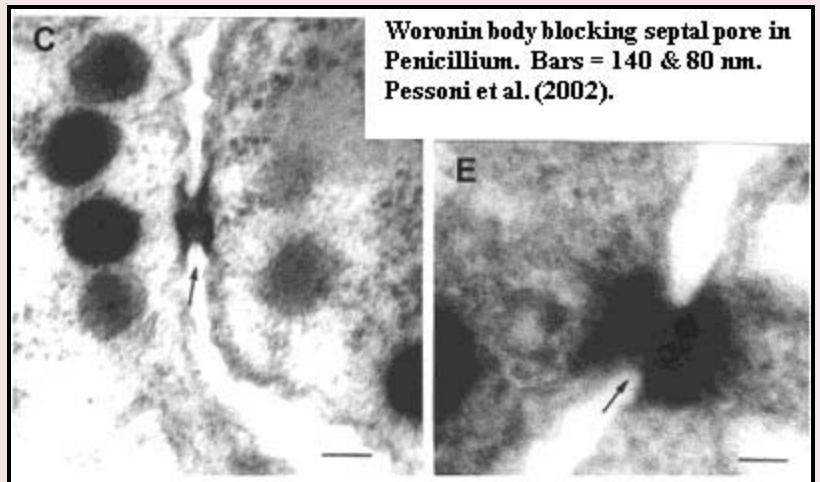 C
Woronin body blocking septal pore in
Penicillium. Bars = 140 & 80 nm.
Pessoni et al. (2002).
E